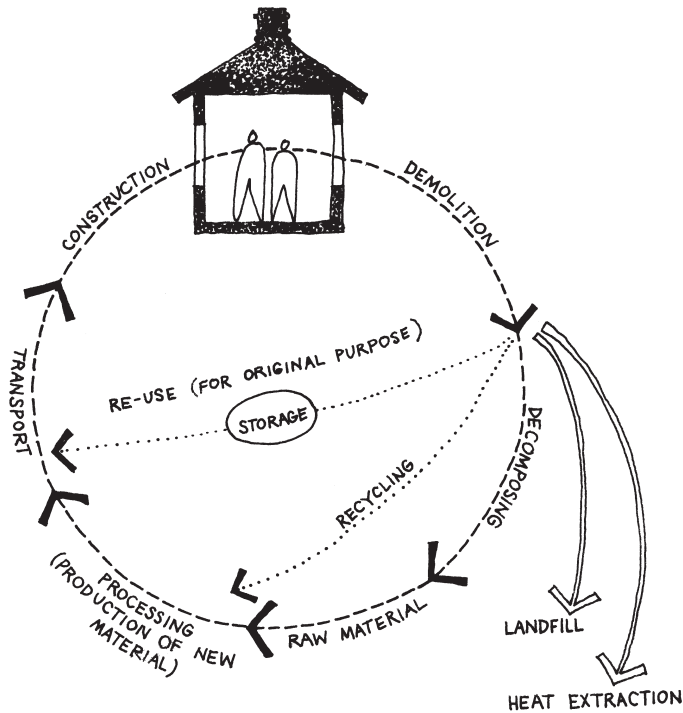 CONSTRUCTION
DEMOLITION
RE-USE (FOR ORIGINAL PURPOSE)
TRANSPORT
STORAGE
DECOMPOSING
RECYCLING
PROCESSING
(PRODUCTION OF NEW
MATERIAL)
RAW MATERIAL
LANDFILL
HEAT EXTRACTION